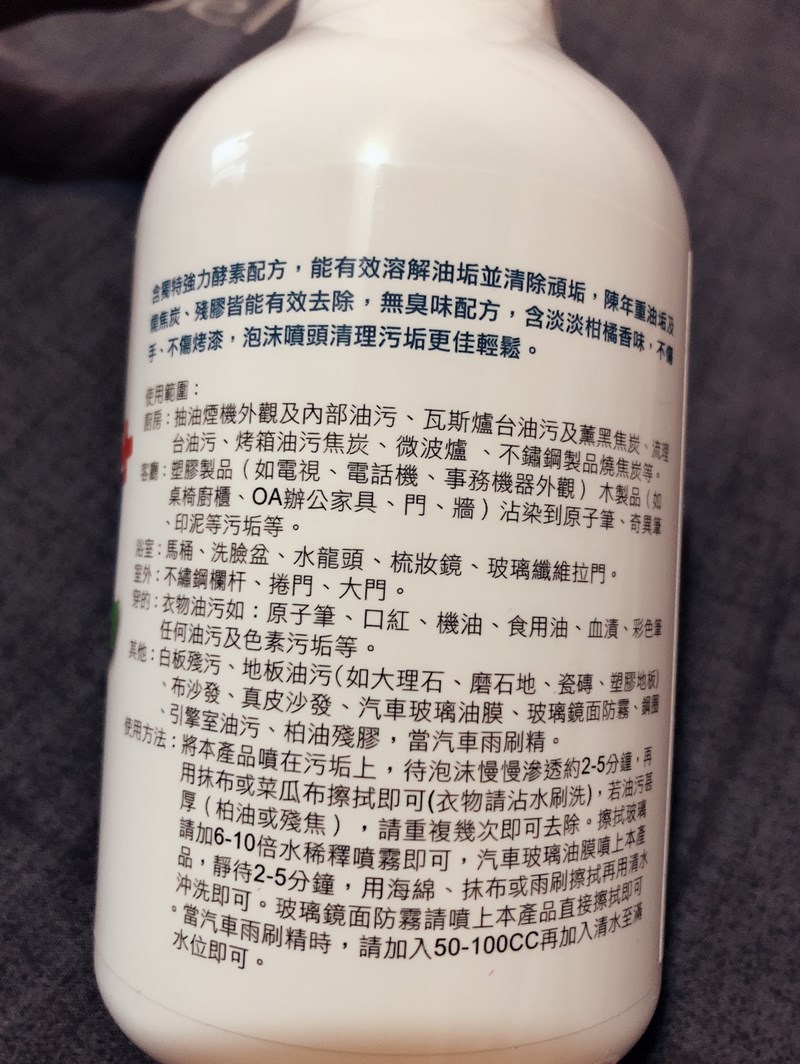 含獨特強力酵素配方，能有效溶解油垢並清除頑垢，陳年重油垢及
燒焦炭、殘膠皆能有效去除，無臭味配方，含淡淡柑橘香味，不傷
手、不傷烤漆，泡沫噴頭清理污垢更佳輕鬆。
使用範圍：
廚房：抽油煙機外觀及內部油污、瓦斯爐台油污及薰黑焦炭、流理
台油污、烤箱油污焦炭、微波爐 、不鏽鋼製品燒焦炭等。
客廳：塑膠製品（如電視、電話機、事務機器外觀）木製品（如
桌椅廚櫃、OA辦公家具、門、牆）沾染到原子筆、奇異筆
、印泥等污垢等。
浴室：馬桶、洗臉盆、水龍頭、梳妝鏡、玻璃纖維拉門。
室外：不繡鋼欄杆、捲門、大門。
穿的：衣物油污如：原子筆、口紅、機油、食用油、血漬、彩色筆
任何油污及色素污垢等。
其他：白板殘污、地板油污(如大理石、磨石地、瓷磚、塑膠地板)
、布沙發、真皮沙發、汽車玻璃油膜、玻璃鏡面防霧、鋼圈
、引擎室油污、柏油殘膠，當汽車雨刷精。
使用方法：將本產品噴在污垢上，待泡沫慢慢滲透約2-5分鐘，再
用抹布或菜瓜布擦拭即可(衣物請沾水刷洗)，若油污甚
厚（柏油或殘焦），請重複幾次即可去除。擦拭玻璃
請加6-10倍水稀釋噴霧即可，汽車玻璃油膜噴上本產
品，靜待2-5分鐘，用海綿、抹布或雨刷擦拭再用清水
沖洗即可。玻璃鏡面防霧請噴上本產品直接擦拭即可
。當汽車雨刷精時，請加入50-100CC再加入清水至滿
水位即可。